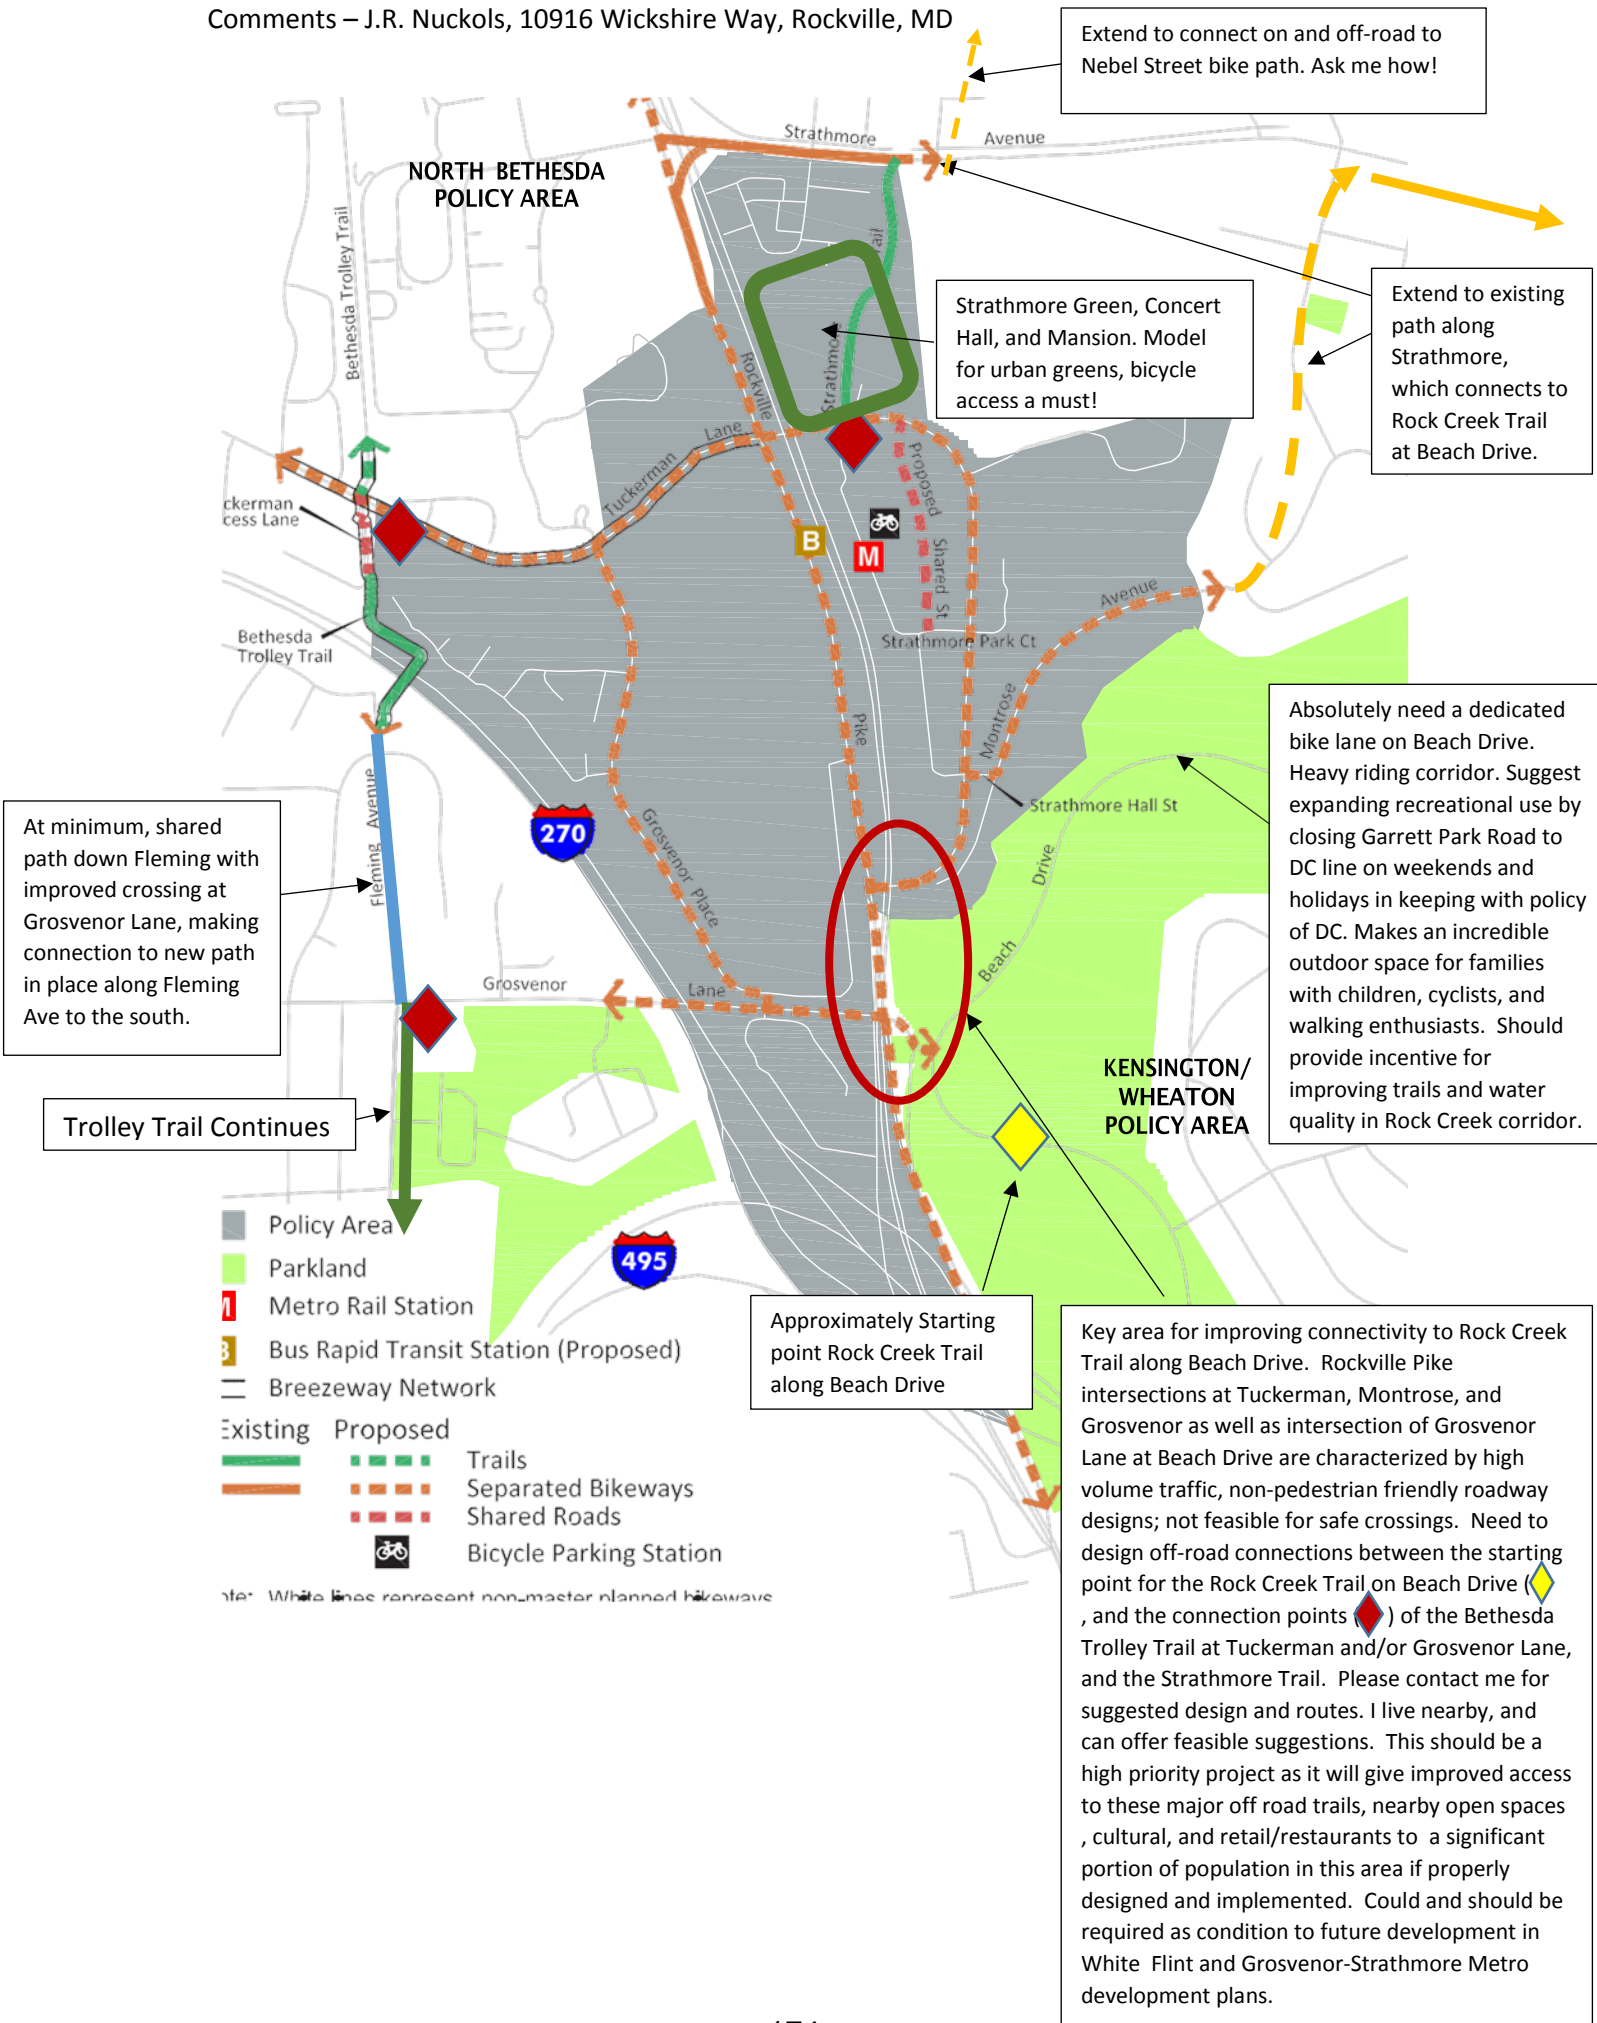 Comments – J.R. Nuckols, 10916 Wickshire Way, Rockville, MD
Extend to connect on and off-road to
Nebel Street bike path. Ask me how!
Strathmore
Avenue
NORTH BETHESDA
POLICY AREA
Bethesda Trolley Trail
Strathmore
Rockville
Strathmore Green, Concert
Hall, and Mansion. Model
for urban greens, bicycle
access a must!
Extend to existing
path along
Strathmore,
which connects to
Rock Creek Trail
at Beach Drive.
Tuckerman
Lane
Proposed
Shared St
ckerman
cess Lane
B
M
Bethesda
Trolley Trail
Avenue
Strathmore Park Ct
Montrose
Pike
Strathmore Hall St
Absolutely need a dedicated
bike lane on Beach Drive.
Heavy riding corridor. Suggest
expanding recreational use by
closing Garrett Park Road to
DC line on weekends and
holidays in keeping with policy
of DC. Makes an incredible
outdoor space for families
with children, cyclists, and
walking enthusiasts. Should
provide incentive for
improving trails and water
quality in Rock Creek corridor.
At minimum, shared
path down Fleming with
improved crossing at
Grosvenor Lane, making
connection to new path
in place along Fleming
Ave to the south.
Fleming Avenue
270
Grosvenor Place
Beach
Drive
Grosvenor
Lane
KENSINGTON/
WHEATON
POLICY AREA
Trolley Trail Continues
495
Policy Area
Parkland
Metro Rail Station
Bus Rapid Transit Station (Proposed)
Breezeway Network
Existing Proposed
Trails
Separated Bikeways
Shared Roads
Bicycle Parking Station
White lines represent non-master planned bikeways
Approximately Starting
point Rock Creek Trail
along Beach Drive
Key area for improving connectivity to Rock Creek
Trail along Beach Drive. Rockville Pike
intersections at Tuckerman, Montrose, and
Grosvenor as well as intersection of Grosvenor
Lane at Beach Drive are characterized by high
volume traffic, non-pedestrian friendly roadway
designs; not feasible for safe crossings. Need to
design off-road connections between the starting
point for the Rock Creek Trail on Beach Drive (
, and the connection points ( ) of the Bethesda
Trolley Trail at Tuckerman and/or Grosvenor Lane,
and the Strathmore Trail. Please contact me for
suggested design and routes. I live nearby, and
can offer feasible suggestions. This should be a
high priority project as it will give improved access
to these major off road trails, nearby open spaces
, cultural, and retail/restaurants to a significant
portion of population in this area if properly
designed and implemented. Could and should be
required as condition to future development in
White Flint and Grosvenor-Strathmore Metro
development plans.